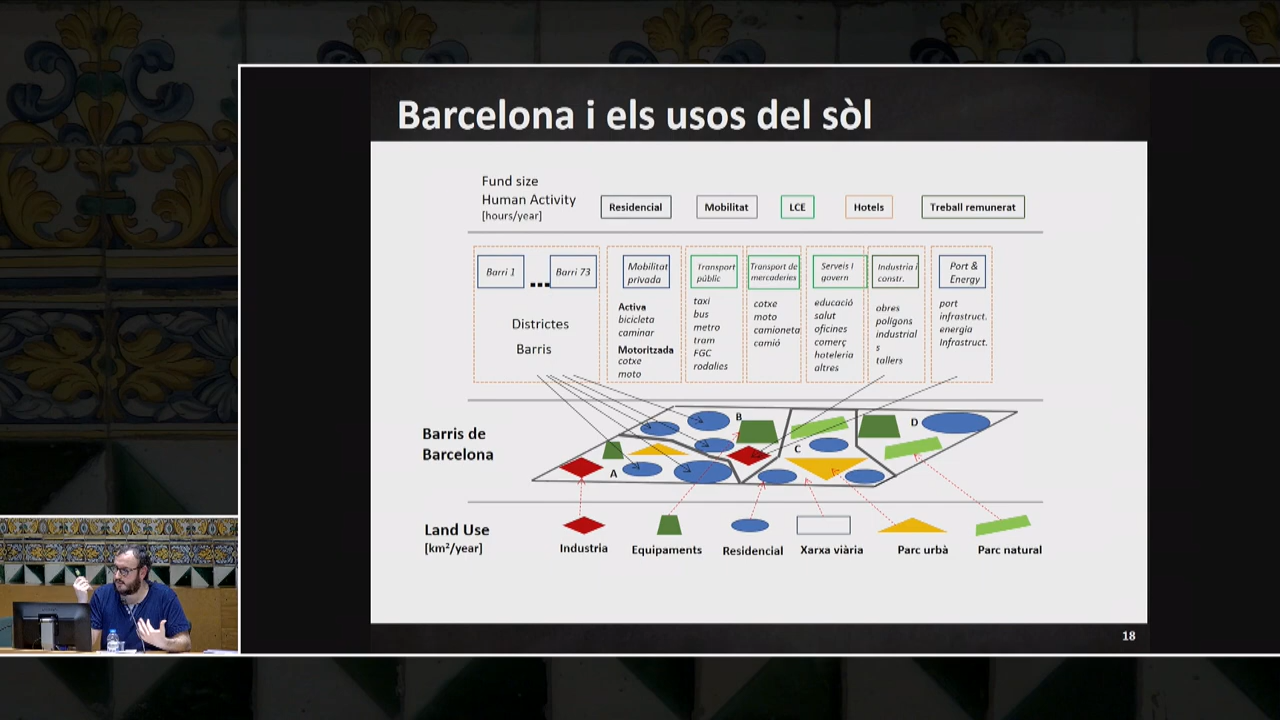 Barcelona i els usos del sòl
Fund size
Human Activity
[hours/year]
Residencial
Mobilitat
LCE
Hotels
Treball remunerat
Barri 1
...
Barri 73
Districtes
Barris
Mobilitat
privada
Activa
bicicleta
caminar
Motoritzada
cotxe
moto
Transport
públic
taxi
bus
metro
tram
FGC
rodalies
Transport de
mercaderies
cotxe
moto
camioneta
camió
Serveis I
govern
educació
salut
oficines
comerç
hoteleria
altres
Industria i
constr.
obres
polígons
industrial
s
tallers
Port &
Energy
port
infrastruct.
energia
Infrastruct.
Barris de
Barcelona
A
B
C
D
Land Use
[km²/year]
Industria
Equipaments
Residencial
Xarxa viària
Parc urbà
Parc natural
18